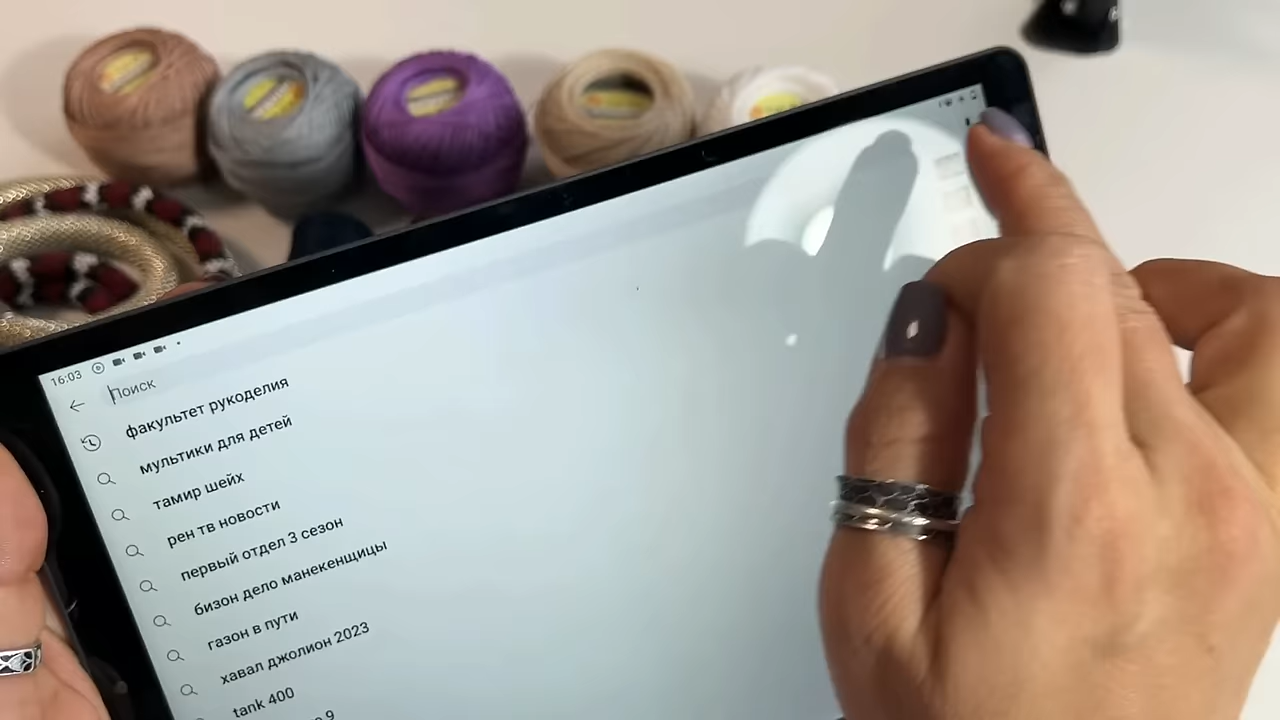 16:03
Поиск
факультет рукоделия
мультики для детей
тамир шейх
рен тв новости
первый отдел 3 сезон
бизон дело манекенщицы
газон в пути
хавал джолион 2023
tank 400